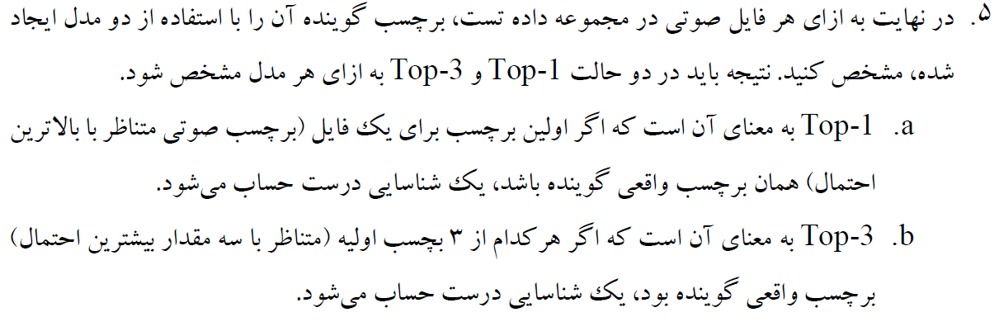 ۵. در نهایت به ازای هر فایل صوتی در مجموعه داده تست، برچسب گوینده آن را با استفاده از دو مدل ایجاد
شده، مشخص کنید. نتیجه باید در دو حالت Top-1 و Top-3 به ازای هر مدل مشخص شود.
a. Top-1 به معنای آن است که اگر اولین برچسب برای یک فایل (برچسب صوتی متناظر با بالاترین
احتمال) همان برچسب واقعی گوینده باشد، یک شناسایی درست حساب می‌شود.
b. Top-3 به معنای آن است که اگر هر کدام از ۳ بچسب اولیه (متناظر با سه مقدار بیشترین احتمال)
برچسب واقعی گوینده بود، یک شناسایی درست حساب می‌شود.